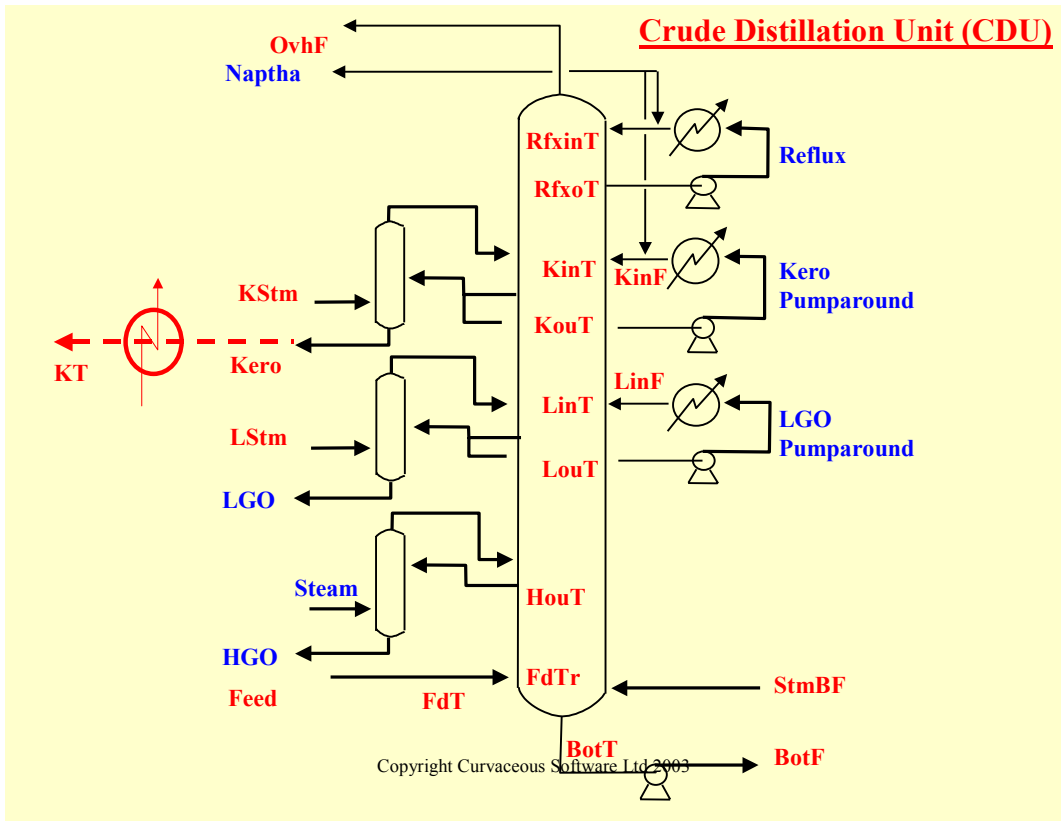 Crude Distillation Unit (CDU)
OvhF
Naptha
RfxinT
Reflux
RfxoT
KinT
KinF
Kero
Pumparound
KStm
KouT
Kero
KT
LinF
LinT
LGO
Pumparound
LStm
LouT
LGO
Steam
HouT
HGO
Feed
FdT
FdTr
StmBF
BotT
BotF
Copyright Curvaceous Software Ltd 2003